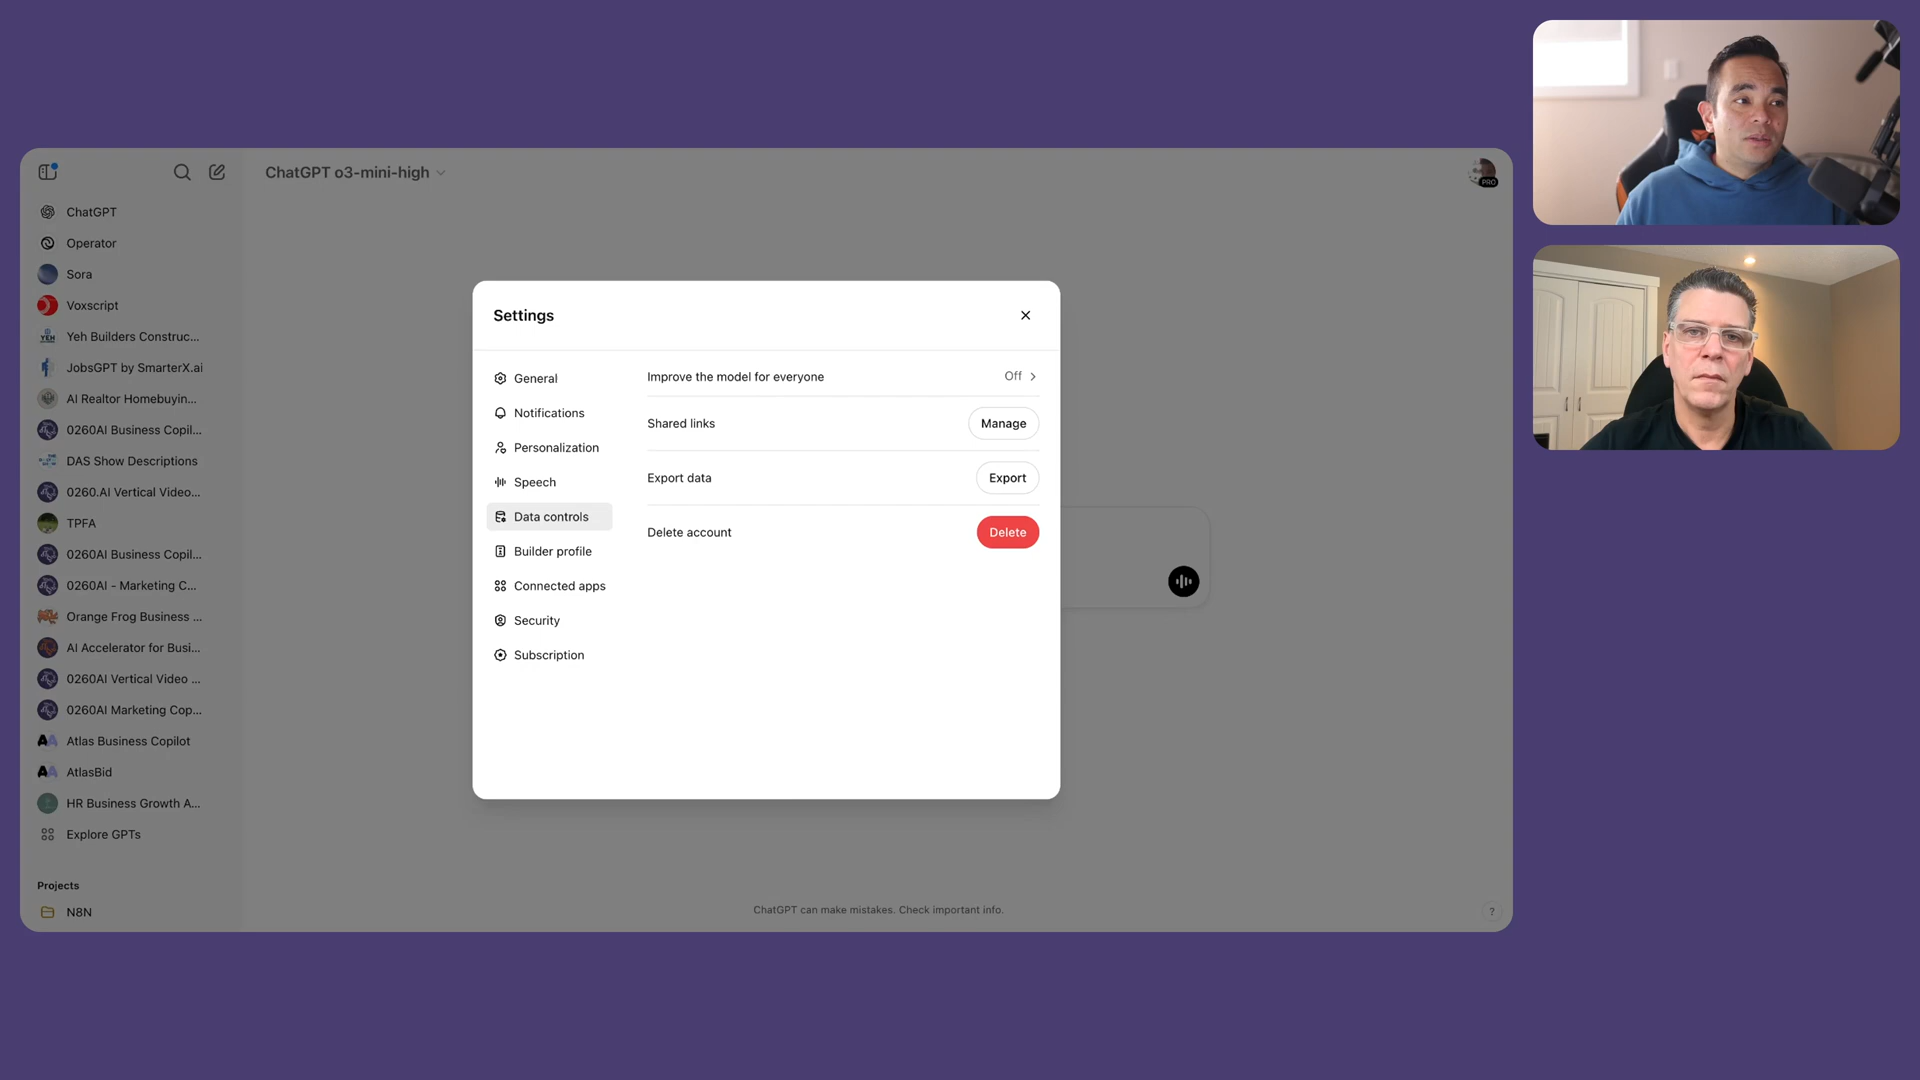 ChatGPT o3-mini-high
PRO
ChatGPT
Operator
Sora
Voxscript
YEH
Yeh Builders Construc...
JobsGPT by SmarterX.ai
AI Realtor Homebuyin...
0260AI Business Copil...
DAS Show Descriptions
0260.AI Vertical Video...
TPFA
0260AI Business Copil...
0260AI - Marketing C...
Orange Frog Business ...
AI Accelerator for Busi...
0260AI Vertical Video ...
0260AI Marketing Cop...
Atlas Business Copilot
AtlasBid
HR Business Growth A...
Explore GPTs
Projects
N8N
Settings
General
Notifications
Personalization
Speech
Data controls
Builder profile
Connected apps
Security
Subscription
Improve the model for everyone Off
Shared links Manage
Export data Export
Delete account Delete
ChatGPT can make mistakes. Check important info.
?